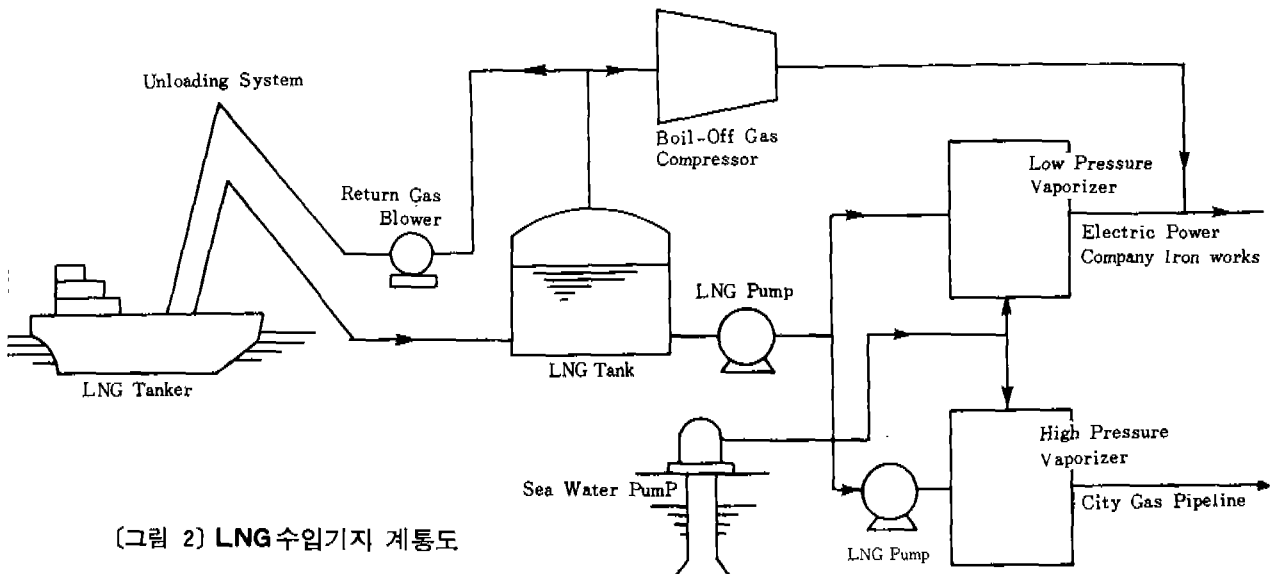 Unloading System
Boil-Off Gas
Compressor
Return Gas
Blower
Low Pressure
Vaporizer
Electric Power
Company Iron works
LNG Pump
LNG Tank
LNG Tanker
High Pressure
Vaporizer
Sea Water PumP
City Gas Pipeline
LNG Pump
〔그림 2〕 LNG수입기지 계통도